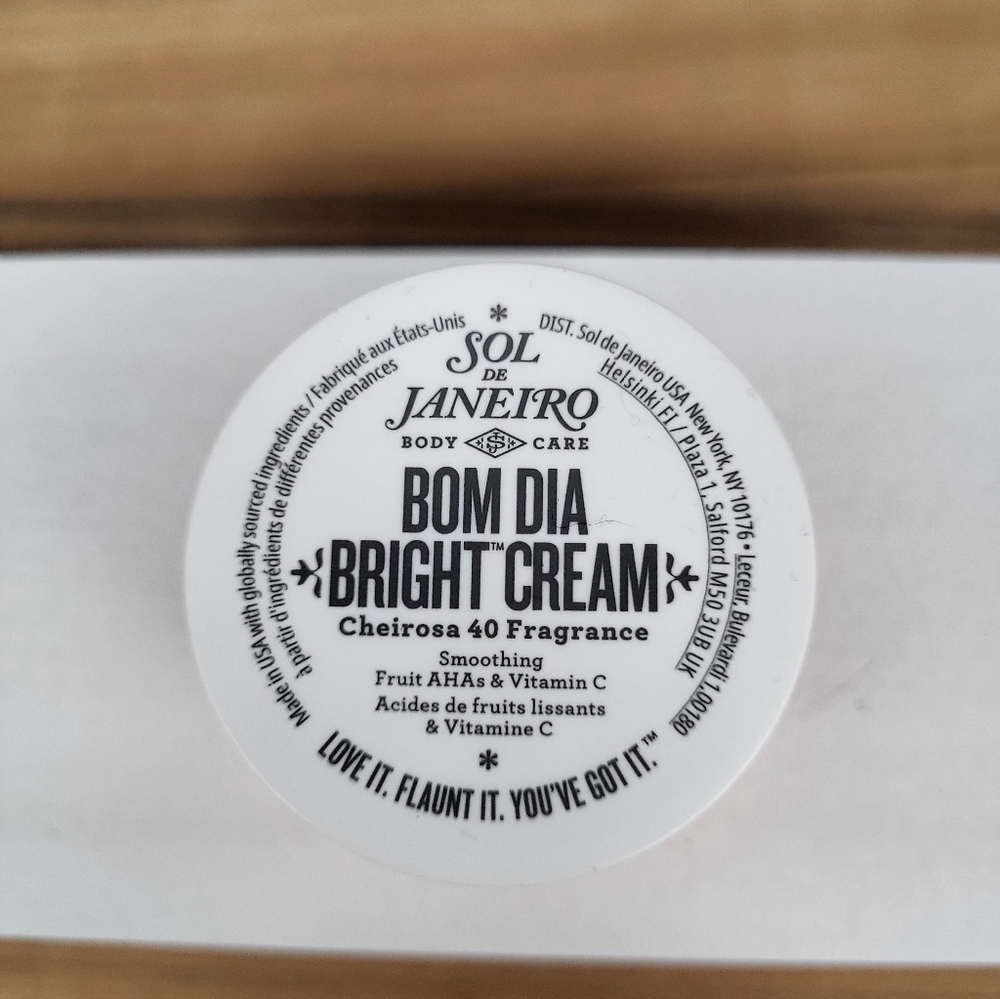 SOL
DE
JANEIRO
BODY CARE
BOM DIA
BRIGHT™ CREAM
Cheirosa 40 Fragrance
Smoothing
Fruit AHAs & Vitamin C
Acides de fruits lissants
& Vitamine C
LOVE IT. FLAUNT IT. YOU'VE GOT IT.™
Made in USA with globally sourced ingredients / Fabriqué aux États-Unis
à partir d'ingrédients de différentes provenances
DIST. Sol de Janeiro USA New York, NY 10176 • Leceur, Bulevardi 1, 00180
Helsinki FI / Plaza 1, Salford M50 3UB UK